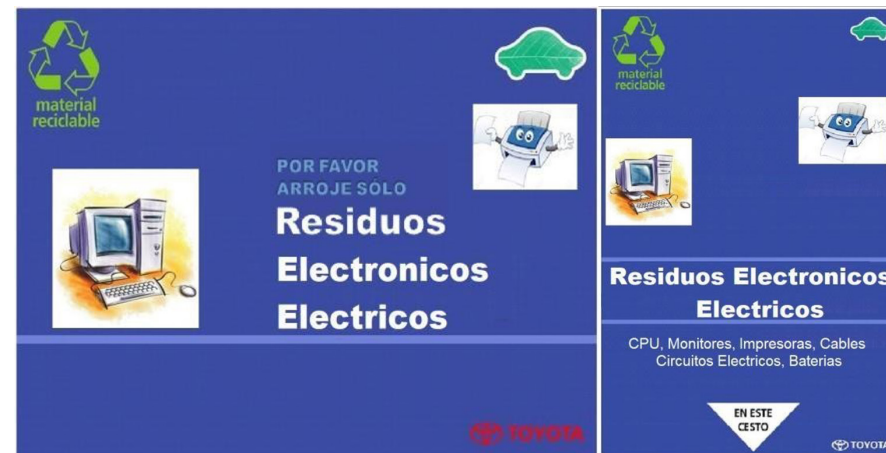 material
reciclable
POR FAVOR
ARROJE SÓLO
Residuos
Electronicos
Electricos
TOYOTA
material
reciclable
Residuos Electronicos
Electricos
CPU, Monitores, Impresoras, Cables
Circuitos Electricos, Baterias
EN ESTE
CESTO
TOYOTA